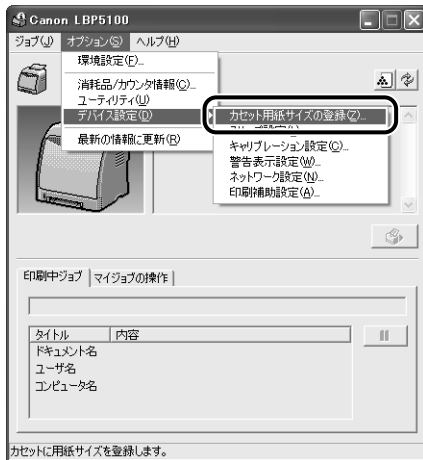 Canon LBP5100
ジョブ(J) オプション(S) ヘルプ(H)
環境設定(F)...
消耗品/カウンタ情報(C)...
ユーティリティ(U)
デバイス設定(D)
最新の情報に更新(R)
カセット用紙サイズの登録(Z)...
キャリブレーション設定(C)...
警告表示設定(W)...
ネットワーク設定(N)...
印刷補助設定(A)...
印刷中ジョブ マイジョブの操作
タイトル 内容
ドキュメント名
ユーザ名
コンピュータ名
カセットに用紙サイズを登録します。